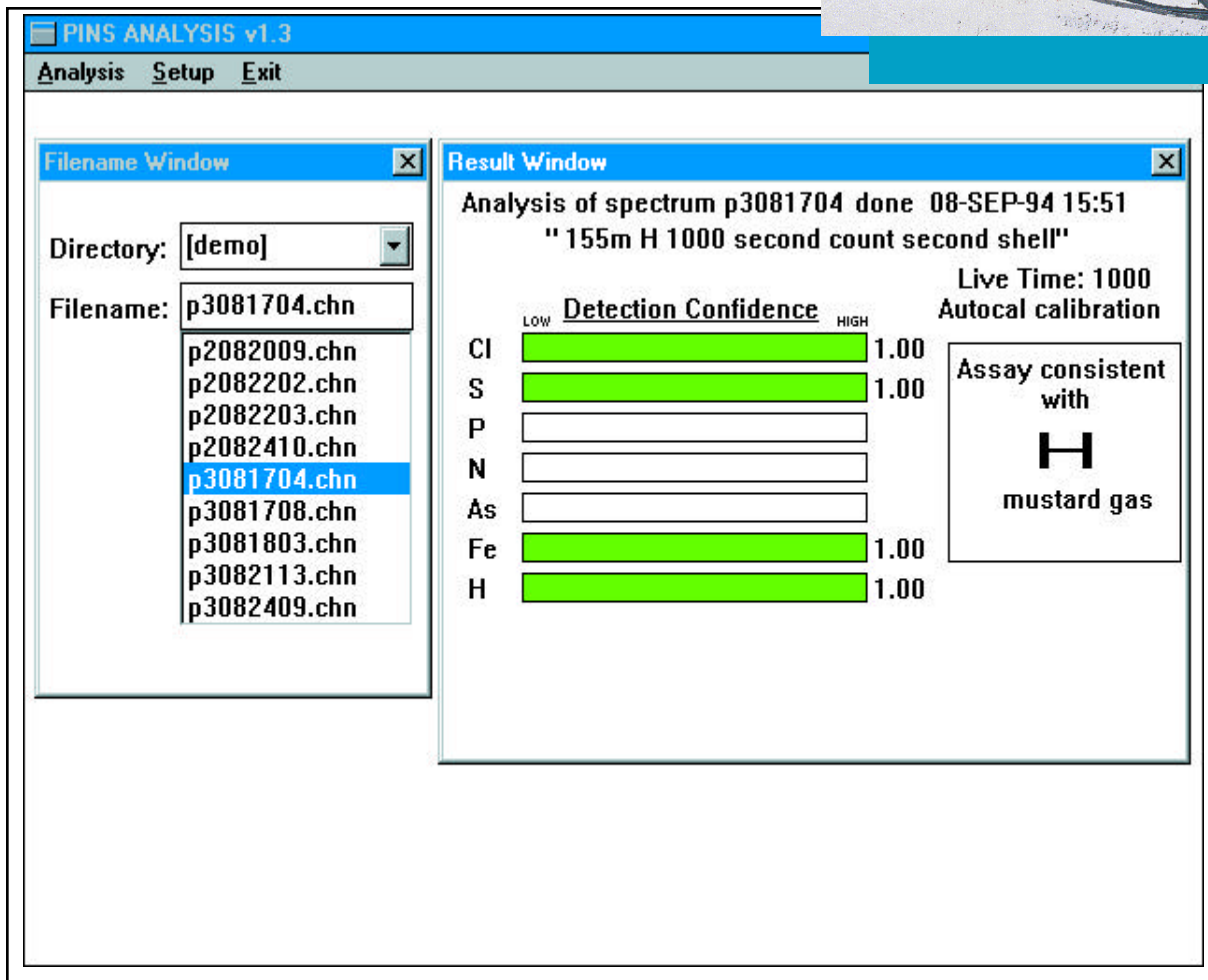 PINS ANALYSIS v1.3
Analysis Setup Exit
Filename Window
Directory: [demo]
Filename: p3081704.chn
p2082009.chn
p2082202.chn
p2082203.chn
p2082410.chn
p3081704.chn
p3081708.chn
p3081803.chn
p3082113.chn
p3082409.chn
Result Window
Analysis of spectrum p3081704 done 08-SEP-94 15:51
"155m H 1000 second count second shell"
Live Time: 1000
Autocal calibration
LOW Detection Confidence HIGH
Cl 1.00
S 1.00
P
N
As
Fe 1.00
H 1.00
Assay consistent
with
H
mustard gas